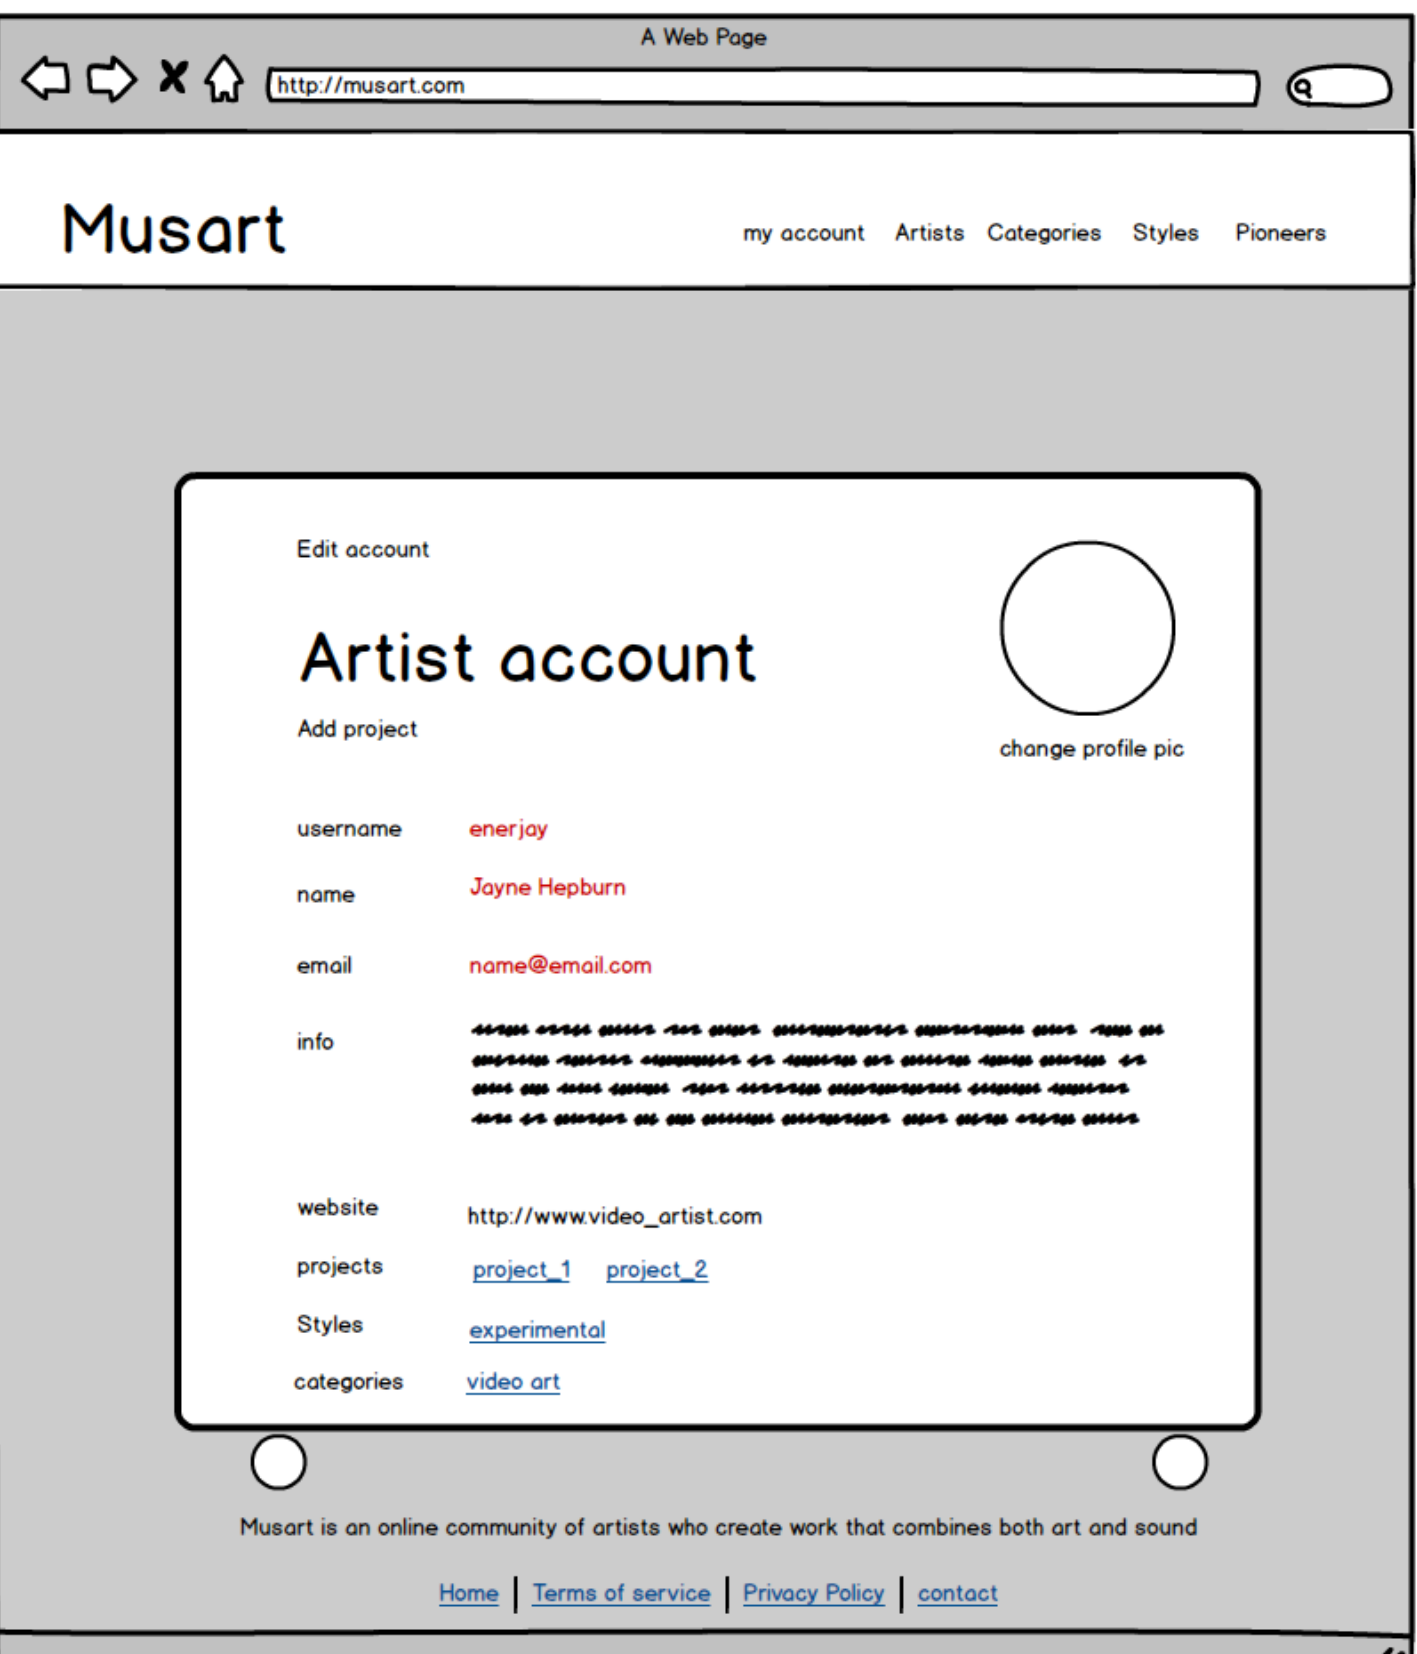 A Web Page
http://musart.com
Musart
my account Artists Categories Styles Pioneers
Edit account
Artist account
Add project
change profile pic
username enerjay
name Jayne Hepburn
email name@email.com
info
website http://www.video_artist.com
projects project_1 project_2
Styles experimental
categories video art
Musart is an online community of artists who create work that combines both art and sound
Home | Terms of service | Privacy Policy | contact